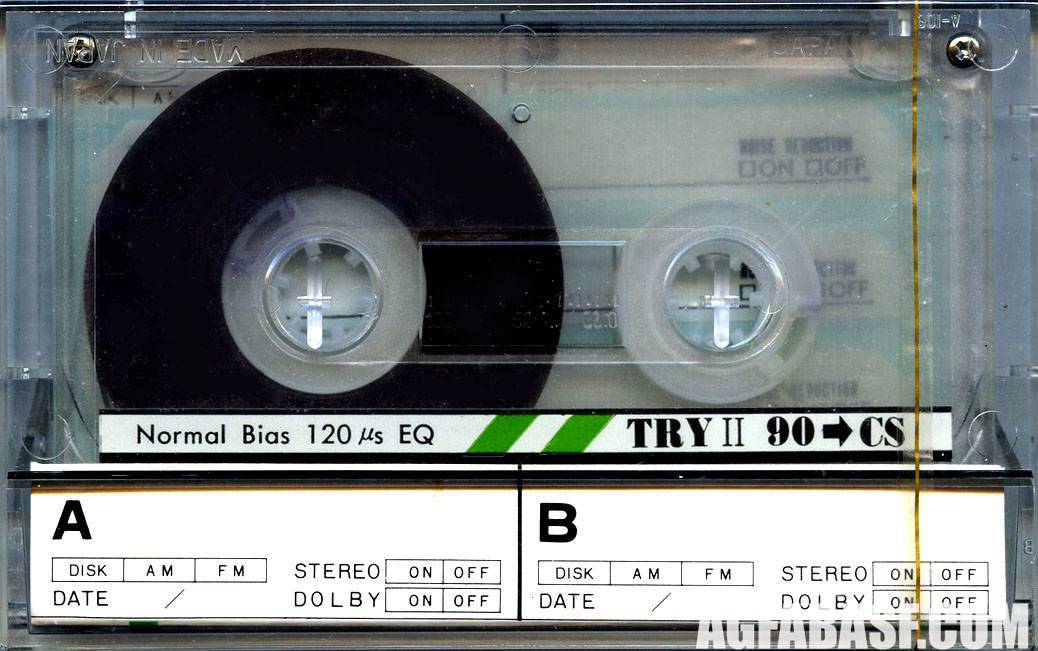 MADE IN JAPAN
JAPAN
A-106
NOISE REDUCTION
ON OFF
Normal Bias 120 μs EQ
TRY II 90➔CS
A
DISK AM FM
DATE /
STEREO ON OFF
DOLBY ON OFF
B
DISK AM FM
DATE /
STEREO ON OFF
DOLBY ON OFF
AGFABASF.COM